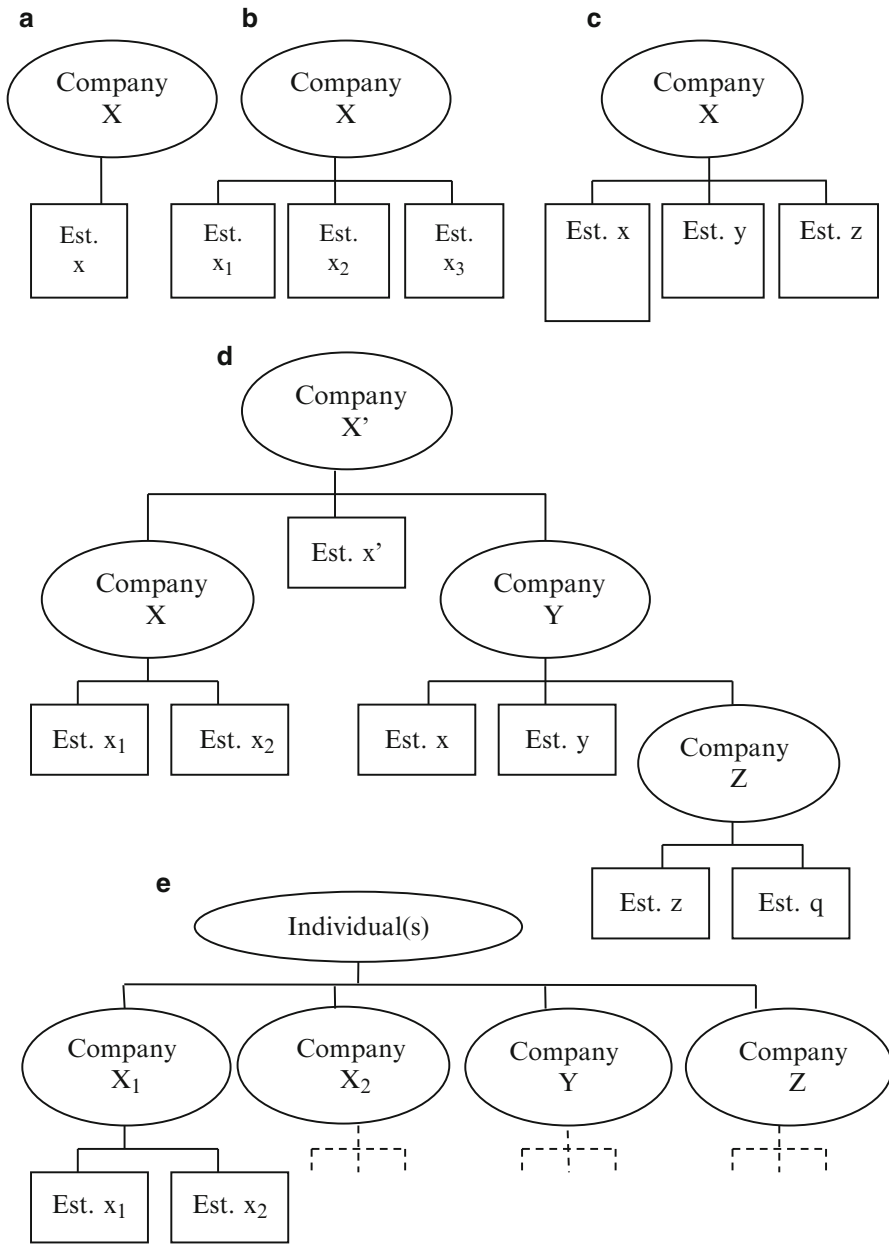 a
b
c
Company
X
Company
X
Company
X
Est.
x
Est.
x₁
Est.
x₂
Est.
x₃
Est. x
Est. y
Est. z
d
Company
X’
Est. x’
Company
X
Company
Y
Est. x₁
Est. x₂
Est. x
Est. y
Company
Z
Est. z
Est. q
e
Individual(s)
Company
X₁
Company
X₂
Company
Y
Company
Z
Est. x₁
Est. x₂